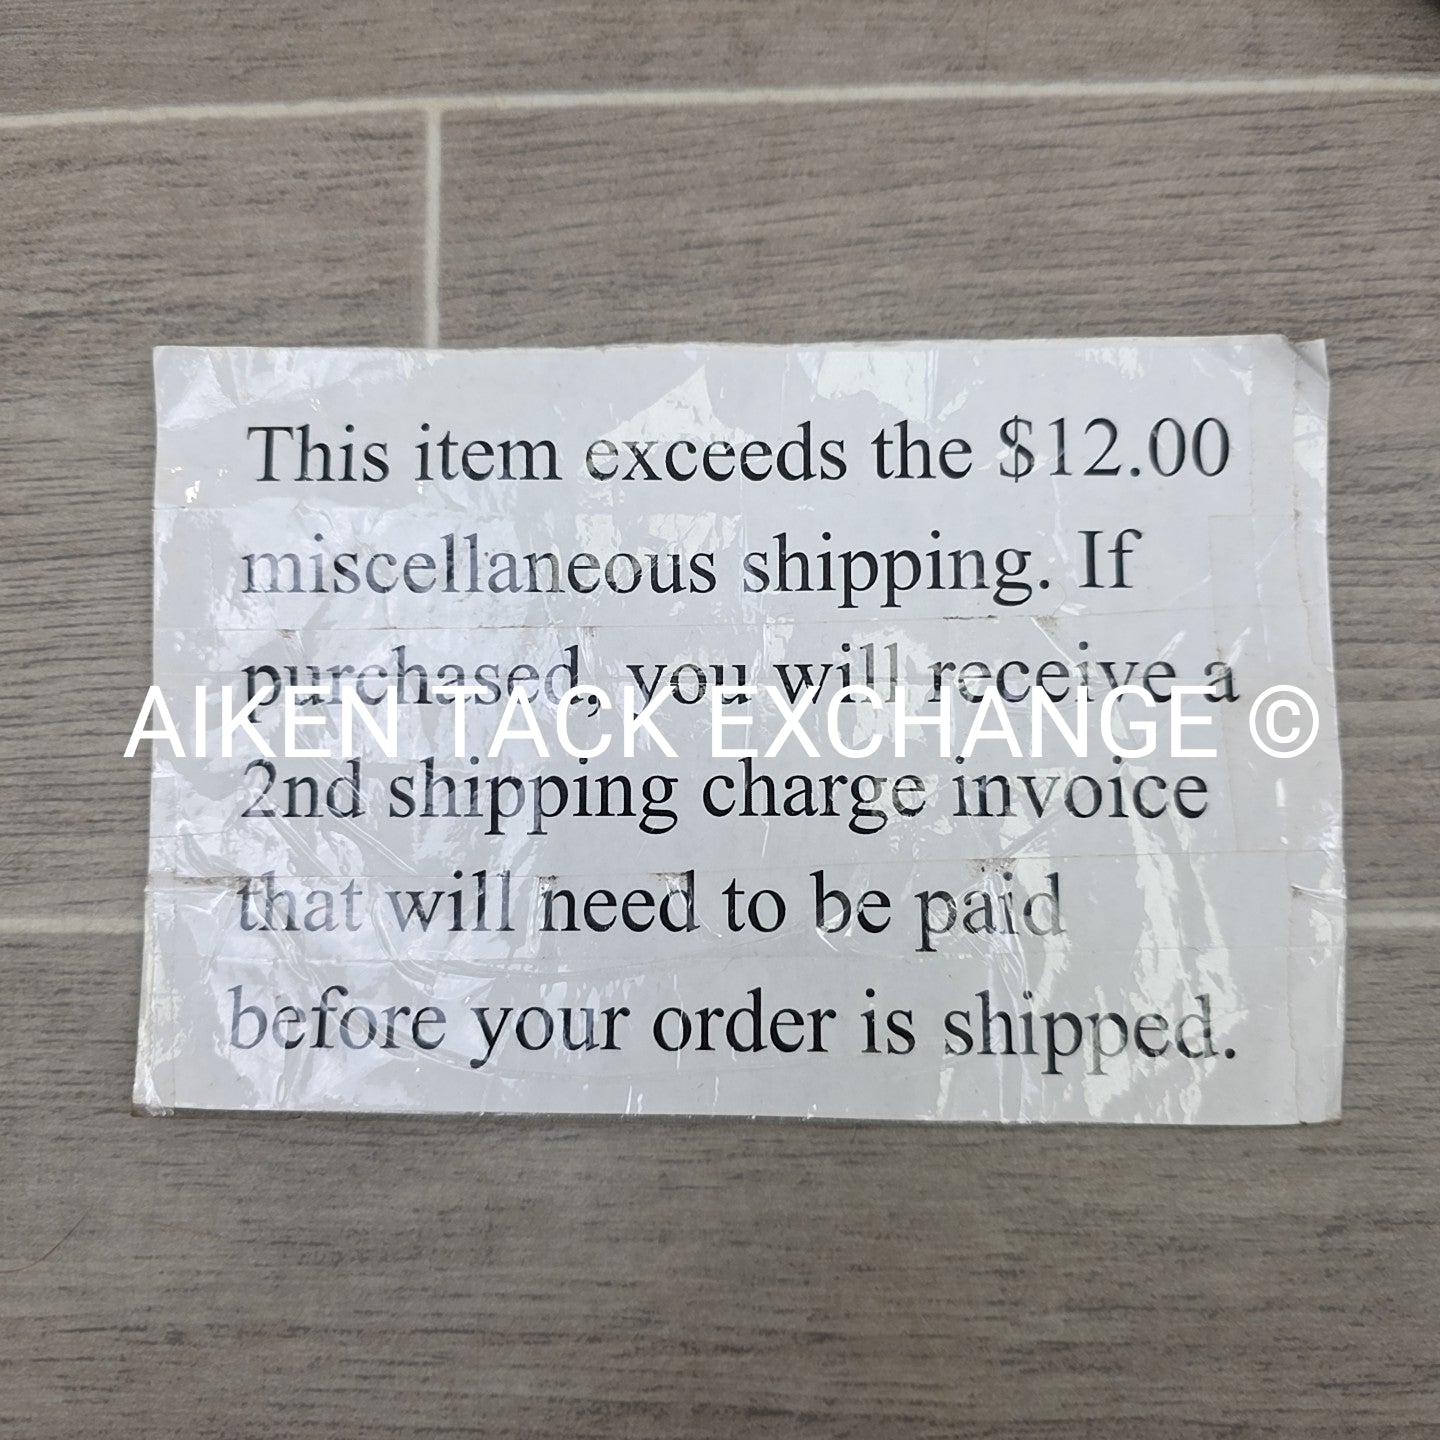 This item exceeds the $12.00
miscellaneous shipping. If
purchased, you will receive a
AIKEN TACK EXCHANGE ©
2nd shipping charge invoice
that will need to be paid
before your order is shipped.